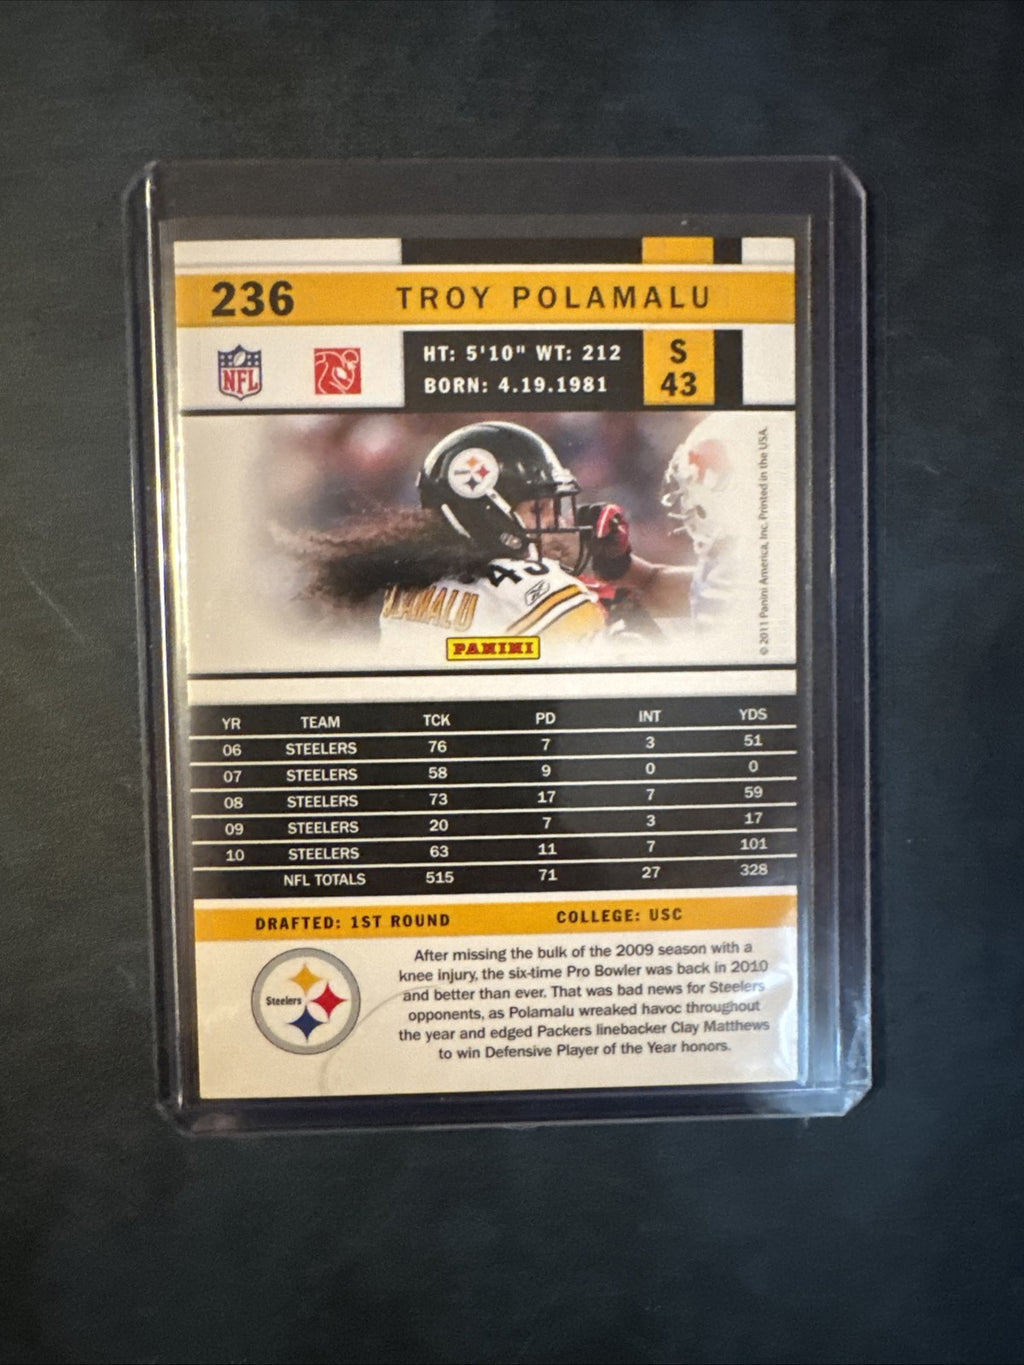 236 TROY POLAMALU
NFL
HT: 5'10" WT: 212
BORN: 4.19.1981
S
43
Steelers
43
LAMALU
PANINI
© 2011 Panini America, Inc. Printed in the USA.
YR TEAM TCK PD INT YDS
06 STEELERS 76 7 3 51
07 STEELERS 58 9 0 0
08 STEELERS 73 17 7 59
09 STEELERS 20 7 3 17
10 STEELERS 63 11 7 101
NFL TOTALS 515 71 27 328
DRAFTED: 1ST ROUND COLLEGE: USC
Steelers
After missing the bulk of the 2009 season with a
knee injury, the six-time Pro Bowler was back in 2010
and better than ever. That was bad news for Steelers
opponents, as Polamalu wreaked havoc throughout
the year and edged Packers linebacker Clay Matthews
to win Defensive Player of the Year honors.